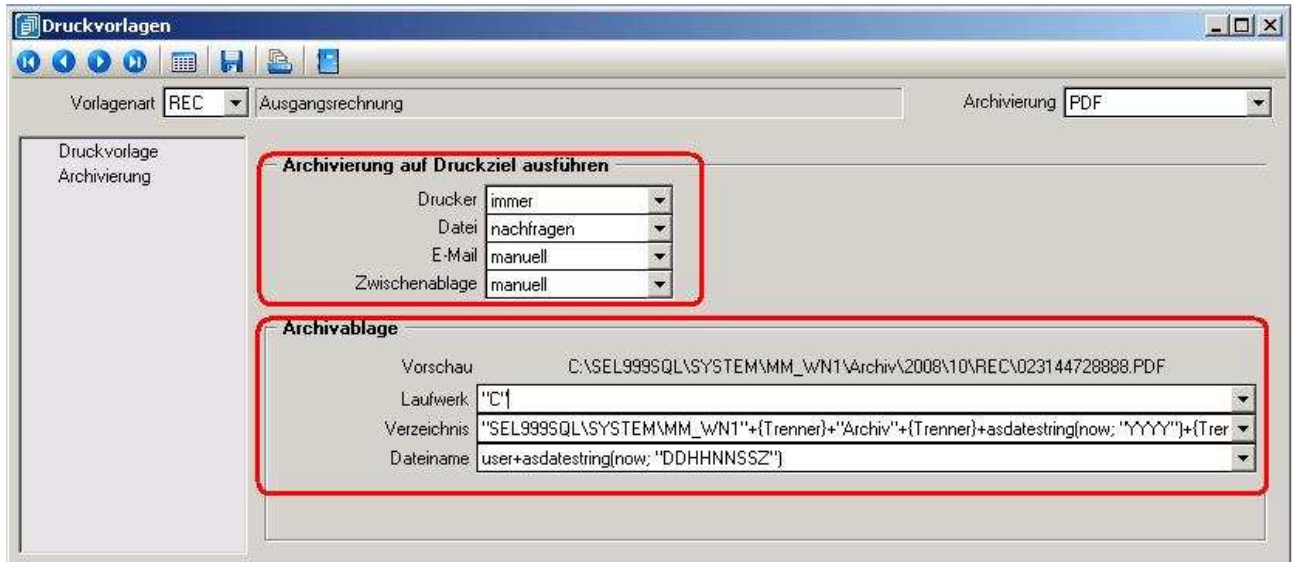 Druckvorlagen
Vorlagenart REC Ausgangsrechnung Archivierung PDF
Druckvorlage
Archivierung
Archivierung auf Druckziel ausführen
Drucker immer
Datei nachfragen
E-Mail manuell
Zwischenablage manuell
Archivablage
Vorschau C:\SEL999SQL\SYSTEM\MM_WN1\Archiv\2008\10\REC\023144728888.PDF
Laufwerk "C"
Verzeichnis "SEL999SQL\SYSTEM\MM_WN1"+{Trenner}+"Archiv"+{Trenner}+asdatestring(now; "YYYY")+{Trer
Dateiname user+asdatestring(now; "DDHHNNSSZ")